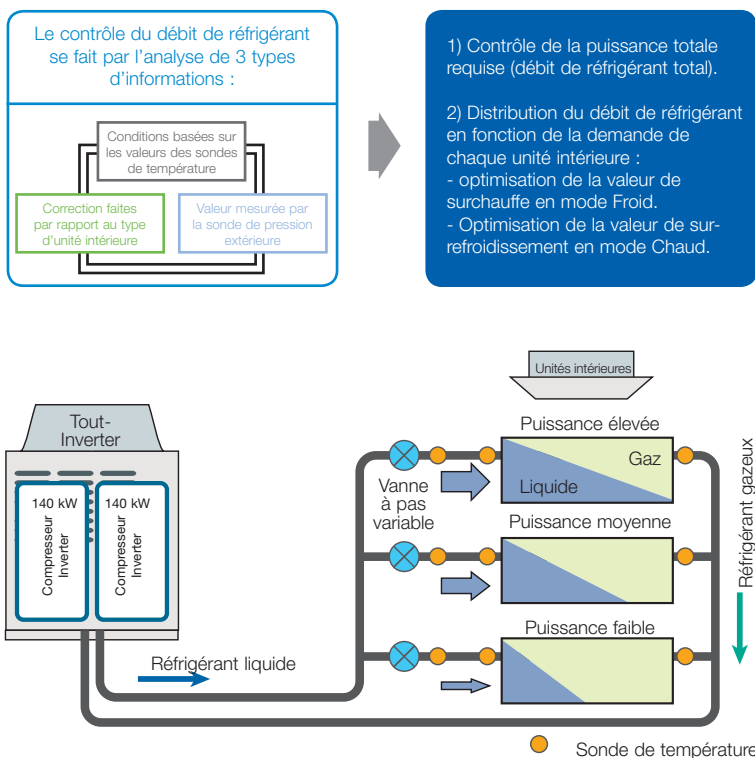 Le contrôle du débit de réfrigérant
se fait par l'analyse de 3 types
d'informations :
Conditions basées sur
les valeurs des sondes
de température
Correction faites
par rapport au type
d'unité intérieure
Valeur mesurée par
la sonde de pression
extérieure
1) Contrôle de la puissance totale
requise (débit de réfrigérant total).
2) Distribution du débit de réfrigérant
en fonction de la demande de
chaque unité intérieure :
- optimisation de la valeur de
surchauffe en mode Froid.
- Optimisation de la valeur de sur-
refroidissement en mode Chaud.
Unités intérieures
Tout-
Inverter
140 kW
Compresseur
Inverter
140 kW
Compresseur
Inverter
Puissance élevée
Gaz
Liquide
Vanne
à pas
variable
Puissance moyenne
Puissance faible
Réfrigérant gazeux
Réfrigérant liquide
Sonde de température